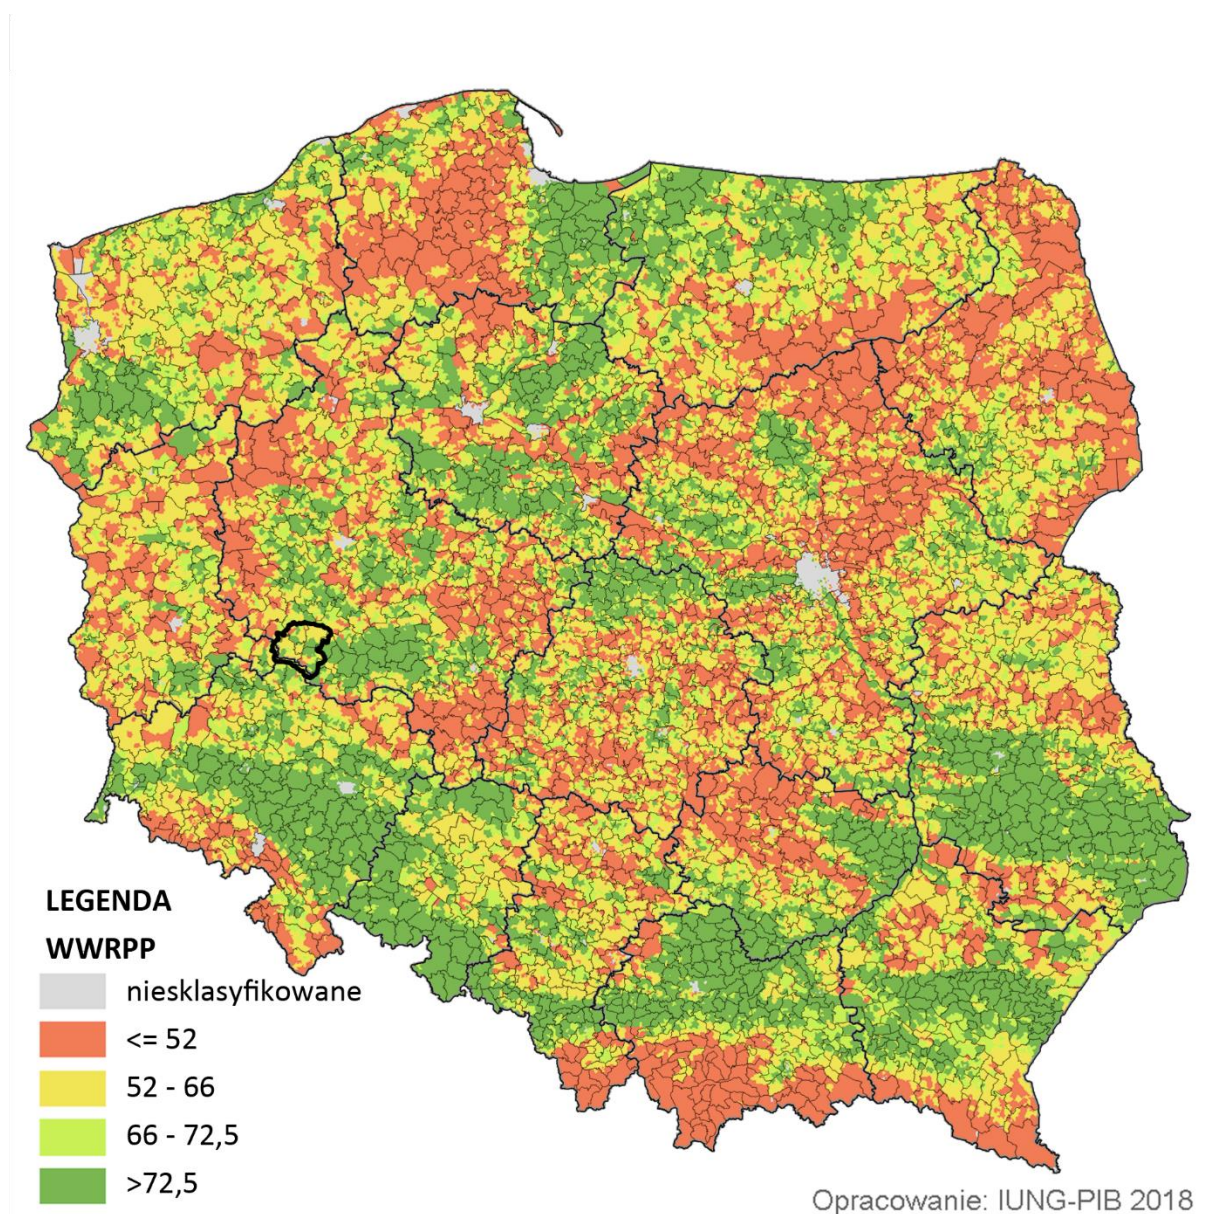 LEGENDA
WWRPP
niesklasyfikowane
<= 52
52 - 66
66 - 72,5
>72,5
Opracowanie: IUNG-PIB 2018